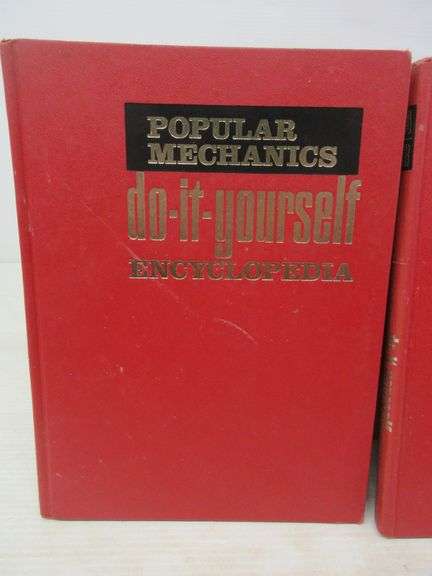 POPULAR
MECHANICS
do-it-yourself
ENCYCLOPEDIA